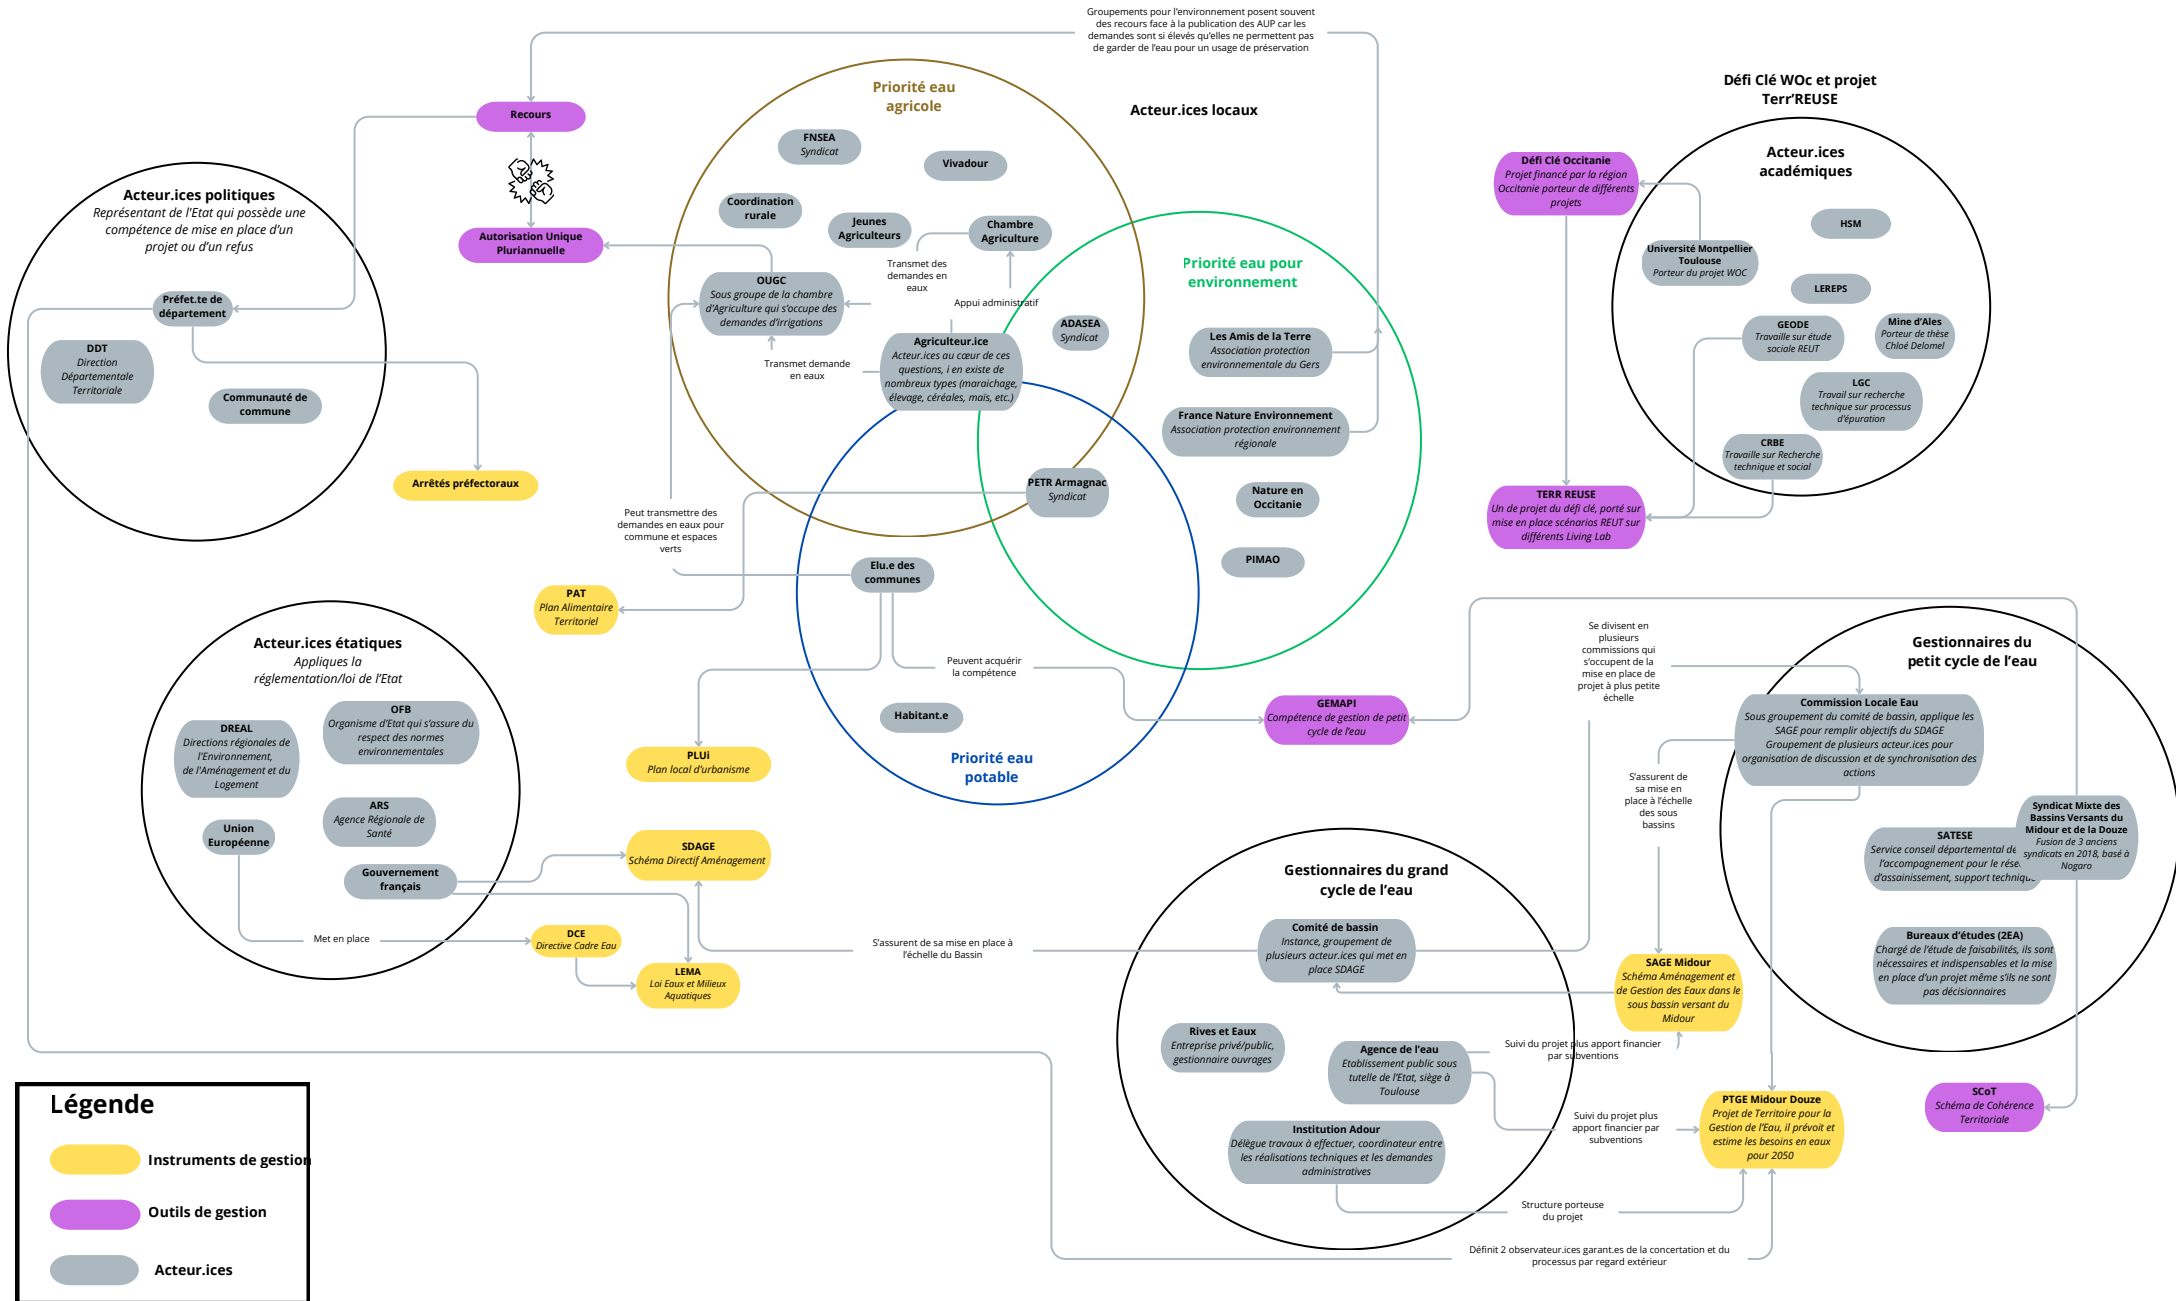 Groupements pour l'environnement posent souvent
des recours face à la publication des AUP car les
demandes sont si élevés qu'elles ne permettent pas
de garder de l'eau pour un usage de préservation
Recours
Autorisation Unique
Pluriannuelle
Acteur.ices politiques
Représentant de l'Etat qui possède une
compétence de mise en place d'un
projet ou d'un refus
Préfet.te de
département
DDT
Direction
Départementale
Territoriale
Communauté de
commune
Arrêtés préfectoraux
Acteur.ices locaux
Priorité eau
agricole
FNSEA
Syndicat
Vivadour
Coordination
rurale
Jeunes
Agriculteurs
Chambre
Agriculture
Transmet des
demandes en
eaux
OUGC
Sous groupe de la chambre
d'Agriculture qui s'occupe des
demandes d'irrigations
Appui administratif
Agriculteur.ice
Acteur.ices au cœur de ces
questions, i en existe de
nombreux types (maraichage,
élevage, céréales, maïs, etc.)
Transmet demande
en eaux
ADASEA
Syndicat
Priorité eau pour
environnement
Les Amis de la Terre
Association protection
environnementale du Gers
France Nature Environnement
Association protection environnement
régionale
Nature en
Occitanie
PIMAO
PETR Armagnac
Syndicat
Peut transmettre des
demandes en eaux pour
commune et espaces
verts
Elu.e des
communes
PAT
Plan Alimentaire
Territoriel
Peuvent acquérir
la compétence
Habitant.e
Priorité eau
potable
PLUi
Plan local d'urbanisme
GEMAPI
Compétence de gestion de petit
cycle de l'eau
Défi Clé WOc et projet
Terr'REUSE
Acteur.ices
académiques
Défi Clé Occitanie
Projet financé par la région
Occitanie porteur de différents
projets
HSM
Université Montpellier
Toulouse
Porteur du projet WOC
LEREPS
GEODE
Travaille sur étude
sociale REUT
Mine d'Ales
Porteur de thèse
Chloé Delomel
LGC
Travail sur recherche
technique sur processus
d'épuration
CRBE
Travaille sur Recherche
technique et social
TERR REUSE
Un de projet du défi clé, porté sur
mise en place scénarios REUT sur
différents Living Lab
Acteur.ices étatiques
Appliques la
réglementation/loi de l'Etat
OFB
Organisme d'Etat qui s'assure du
respect des normes
environnementales
DREAL
Directions régionales de
l'Environnement,
de l'Aménagement et du
Logement
ARS
Agence Régionale de
Santé
Union
Européenne
Gouvernement
français
Met en place
DCE
Directive Cadre Eau
SDAGE
Schéma Directif Aménagement
LEMA
Loi Eaux et Milieux
Aquatiques
S'assurent de sa mise en place à
l'échelle du Bassin
Gestionnaires du grand
cycle de l'eau
Comité de bassin
Instance, groupement de
plusieurs acteur.ices qui met en
place SDAGE
Rives et Eaux
Entreprise privé/public,
gestionnaire ouvrages
Agence de l'eau
Etablissement public sous
tutelle de l'Etat, siège à
Toulouse
Institution Adour
Délègue travaux à effectuer, coordinateur entre
les réalisations techniques et les demandes
administratives
Se divisent en
plusieurs
commissions qui
s'occupent de la
mise en place de
projet à plus petite
échelle
S'assurent de
sa mise en
place à l'échelle
des sous
bassins
Gestionnaires du
petit cycle de l'eau
Commission Locale Eau
Sous groupement du comité de bassin, applique les
SAGE pour remplir objectifs du SDAGE
Groupement de plusieurs acteur.ices pour
organisation de discussion et de synchronisation des
actions
Syndicat Mixte des
Bassins Versants du
Midour et de la Douze
Fusion de 3 anciens
syndicats en 2018, basé à
Nogaro
SATESE
Service conseil départemental de
l'accompagnement pour le
d'assainissement, support
Bureaux d'études (2EA)
Chargé de l'étude de faisabilités, ils sont
nécessaires et indispensables et la mise
en place d'un projet même s'ils ne sont
pas décisionnaires
SAGE Midour
Schéma Aménagement et
de Gestion des Eaux dans le
sous bassin versant du
Midour
Suivi du projet plus apport financier
par subventions
Suivi du projet plus
apport financier par
subventions
PTGE Midour Douze
Projet de Territoire pour la
Gestion de l'Eau, il prévoit et
estime les besoins en eaux
pour 2050
SCoT
Schéma de Cohérence
Territoriale
Structure porteuse
du projet
Définit 2 observateur.ices garant.es de la concertation et du
processus par regard extérieur
Légende
Instruments de gestion
Outils de gestion
Acteur.ices